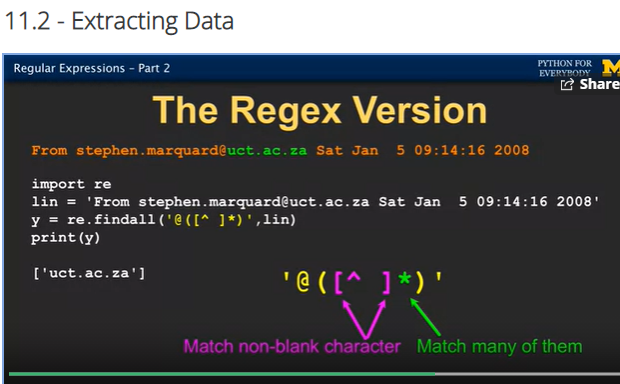 11.2 - Extracting Data
Regular Expressions – Part 2
PYTHON FOR
EVERYBODY
M
Share
The Regex Version
From stephen.marquard@uct.ac.za Sat Jan  5 09:14:16 2008
import re
lin = 'From stephen.marquard@uct.ac.za Sat Jan  5 09:14:16 2008'
y = re.findall('@([^ ]*)',lin)
print(y)
['uct.ac.za']
'@([^ ]*)'
Match non-blank character Match many of them